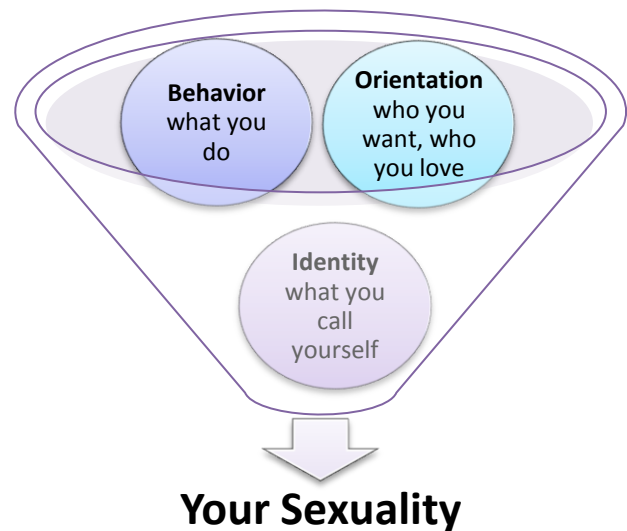 Behavior
what you
do
Orientation
who you
want, who
you love
Identity
what you
call
yourself
Your Sexuality